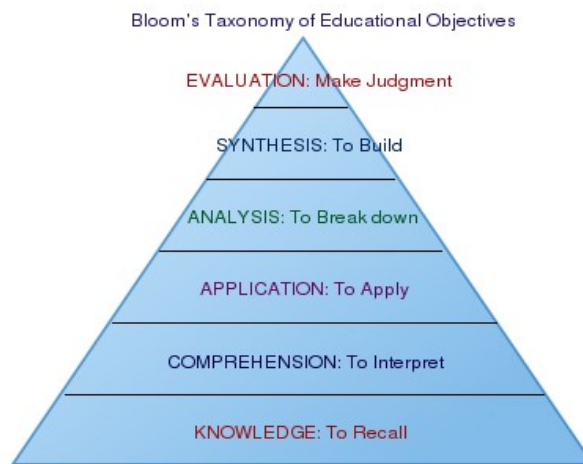 Bloom's Taxonomy of Educational Objectives
EVALUATION: Make Judgment
SYNTHESIS: To Build
ANALYSIS: To Break down
APPLICATION: To Apply
COMPREHENSION: To Interpret
KNOWLEDGE: To Recall